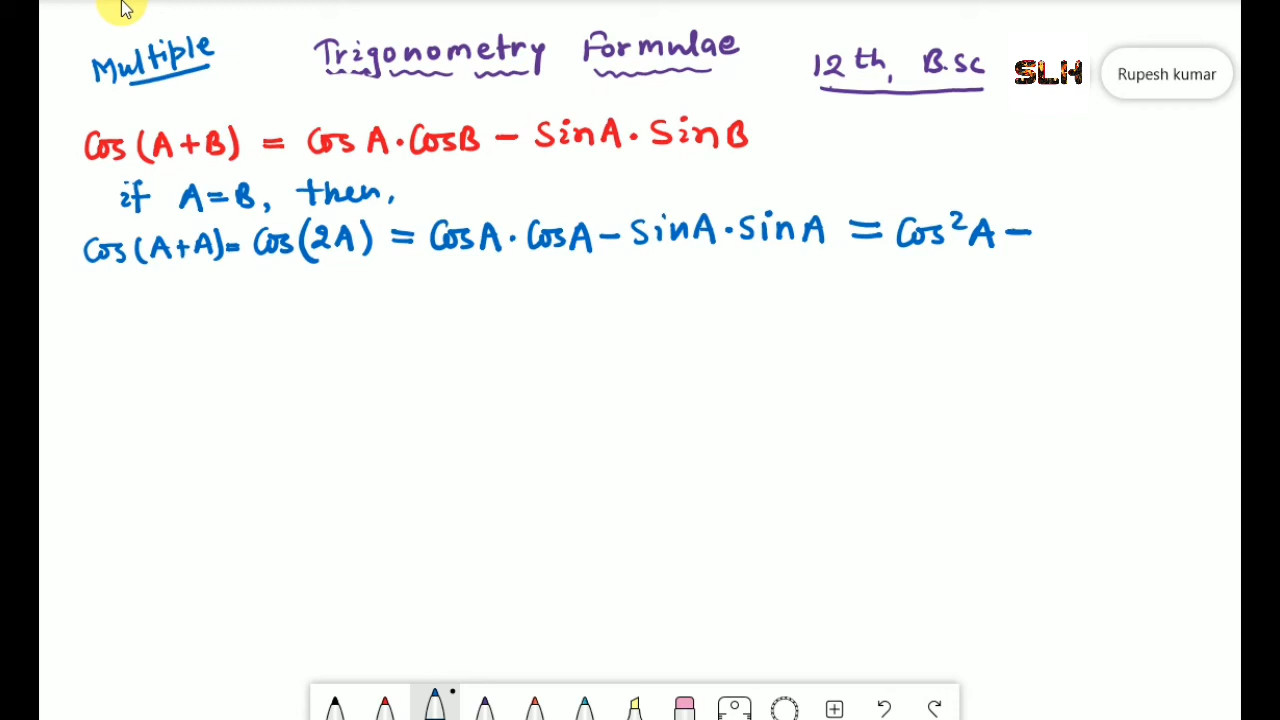 Multiple Trigonometry Formulae 12th, B.Sc SLH Rupesh kumar
Cos(A+B) = CosA·CosB - SinA·SinB
if A=B, then,
Cos(A+A)= Cos(2A) = CosA·CosA - SinA·SinA = Cos²A -